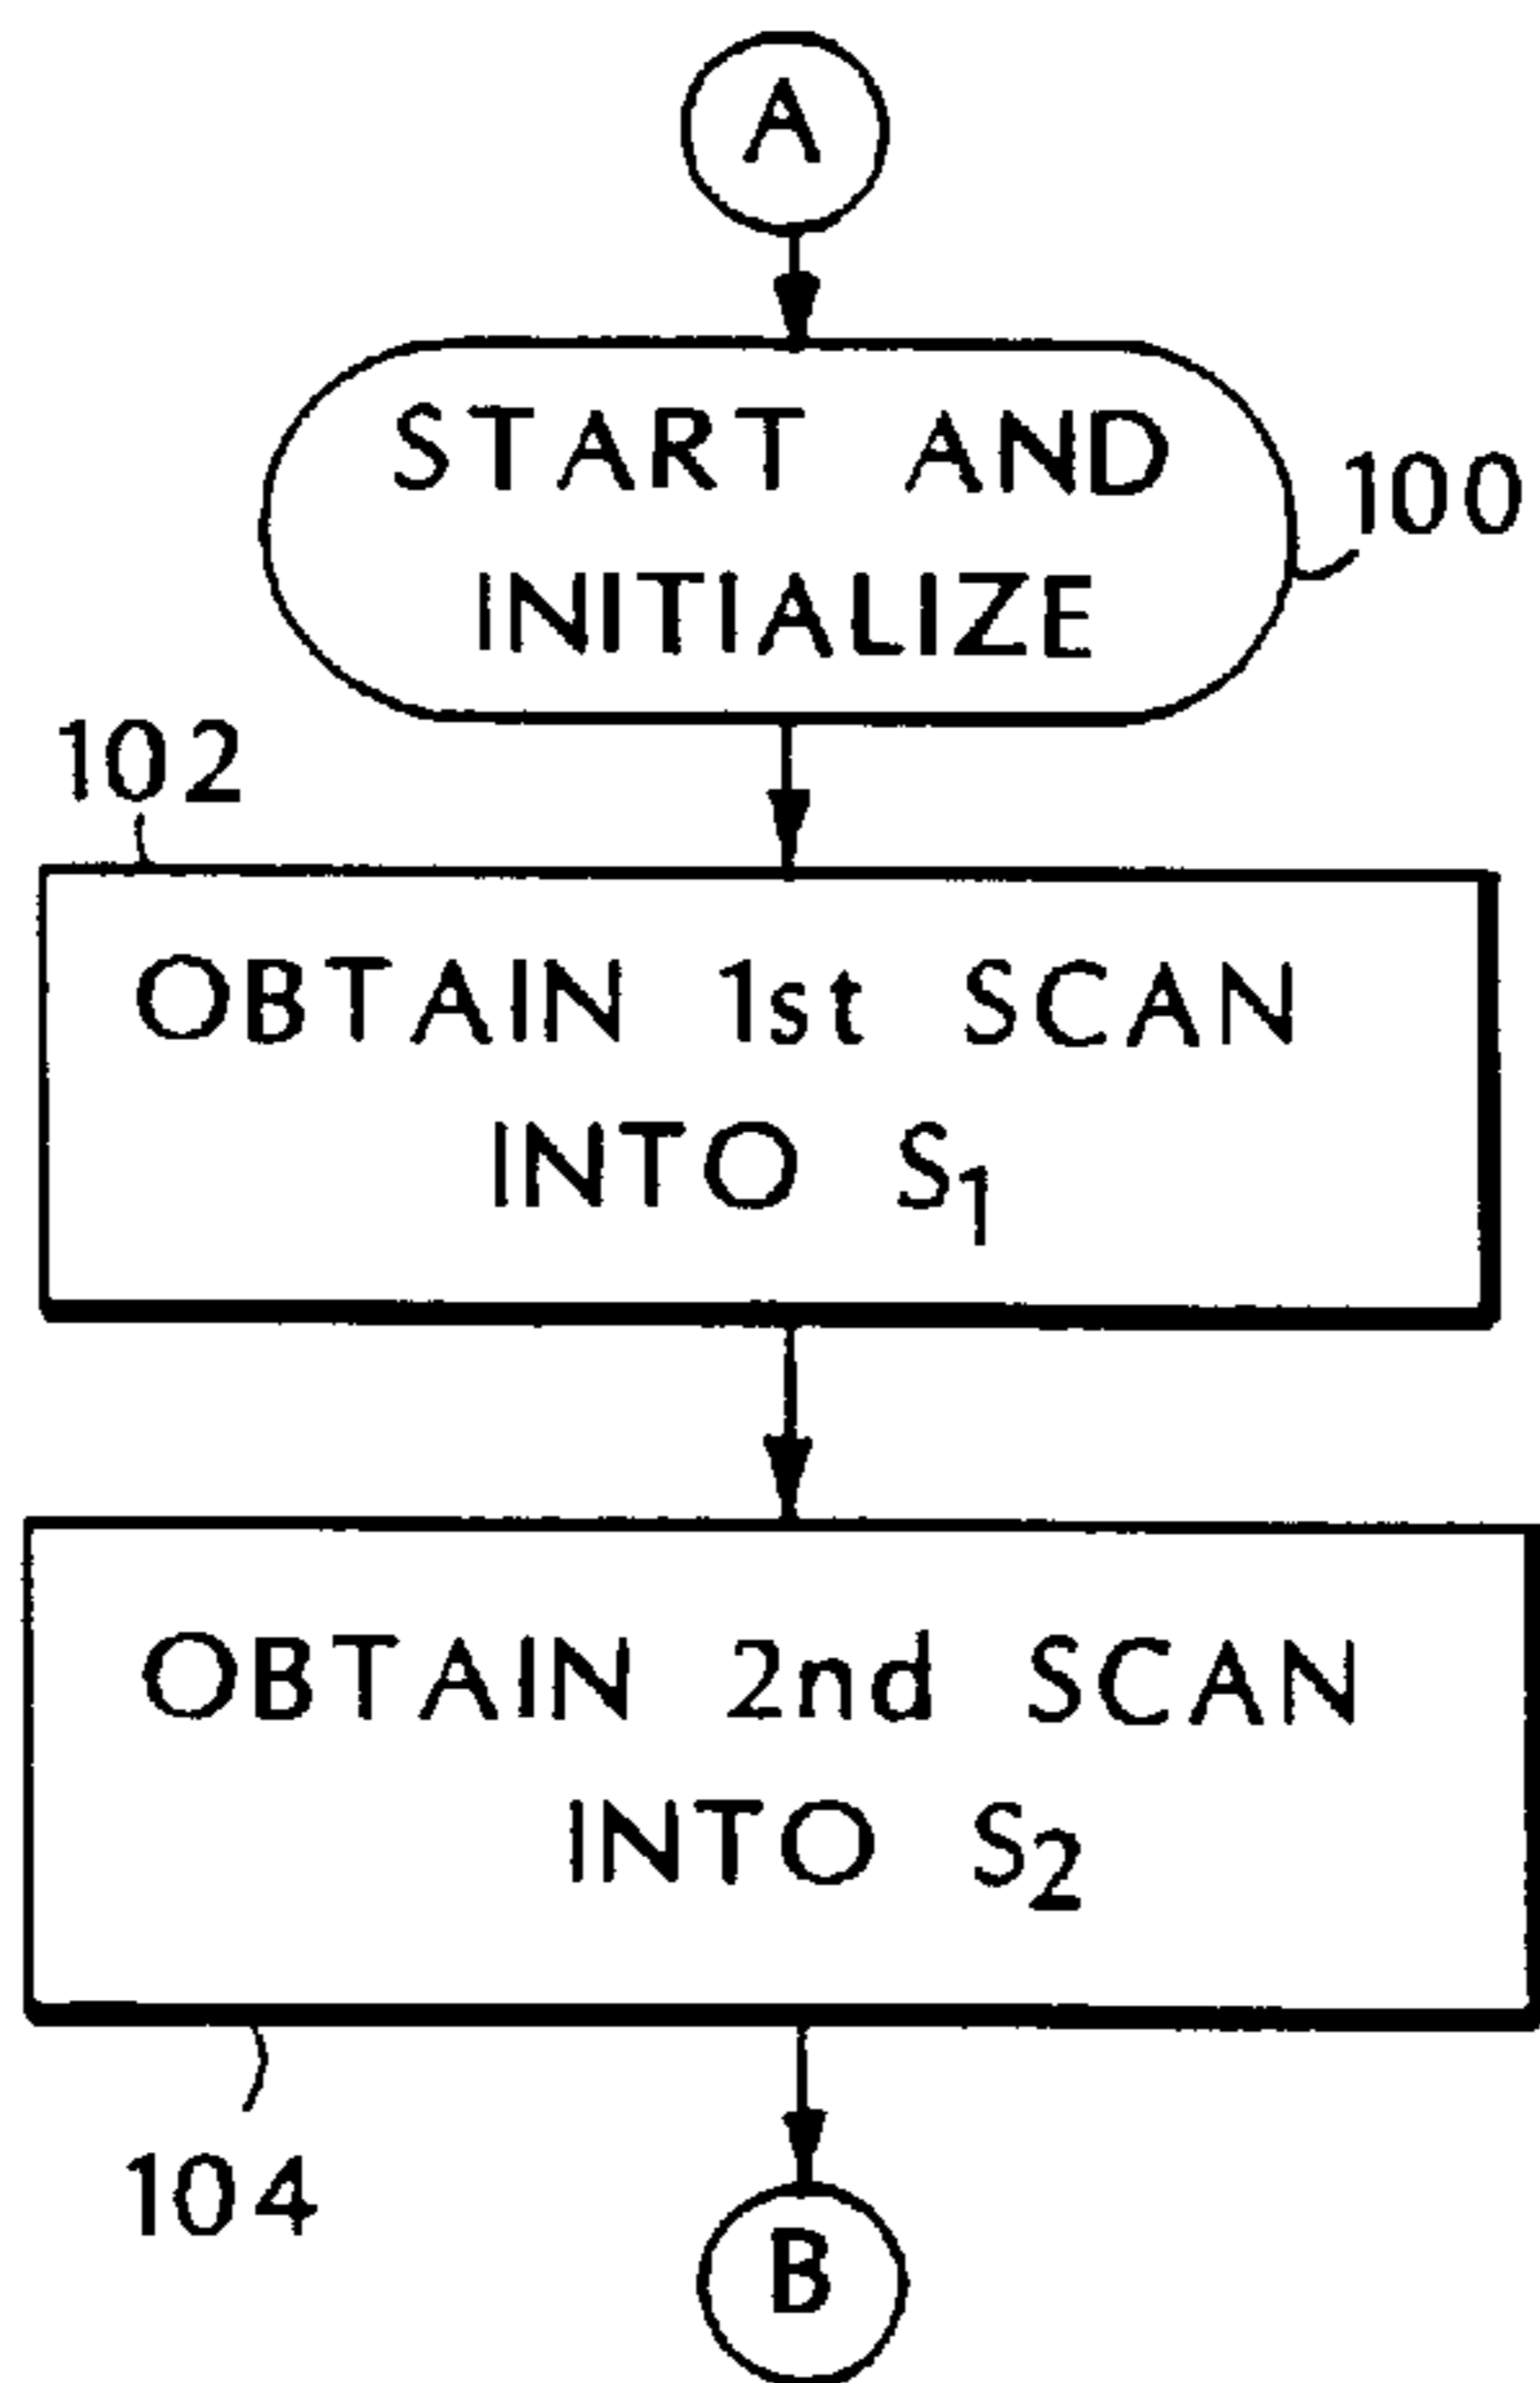 A
START AND
INITIALIZE
100
102
OBTAIN 1st SCAN
INTO S₁
OBTAIN 2nd SCAN
INTO S₂
104
B